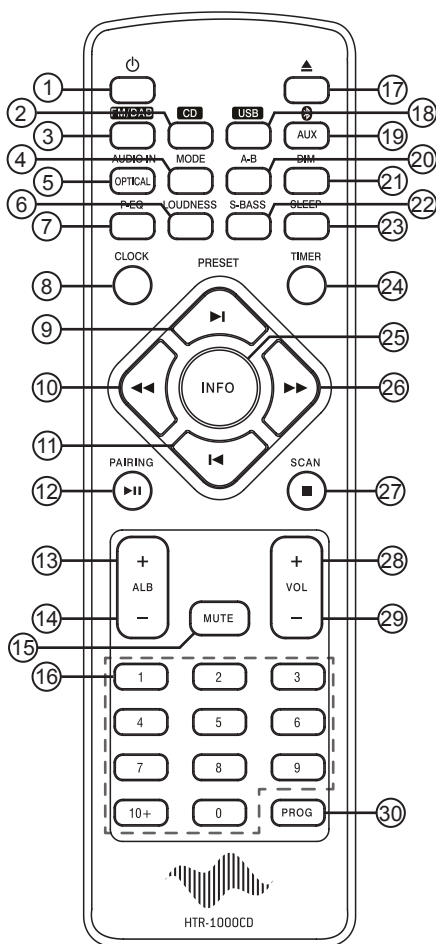 1 17
2 FM/DAB CD USB 18
3 AUX 19
4 AUDIO IN MODE A-B DIM 20
5 OPTICAL 21
6 P-EQ LOUDNESS S-BASS SLEEP 22
7 23
8 CLOCK PRESET TIMER 24
9 25
10 INFO 26
11
PAIRING SCAN
12 27
13 + + 28
ALB VOL
14 − − 29
15 MUTE
16 1 2 3
4 5 6
7 8 9
10+ 0 PROG 30
HTR-1000CD